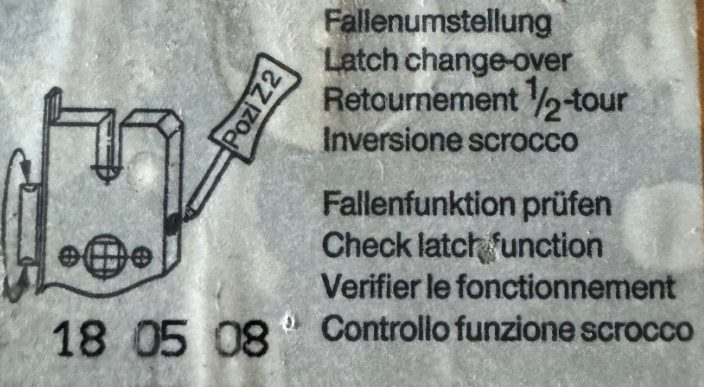 Fallenumstellung
Latch change-over
Retournement 1/2-tour
Inversione scrocco
Pozi Z2
Fallenfunktion prüfen
Check latch function
Verifier le fonctionnement
Controllo funzione scrocco
18 05 08